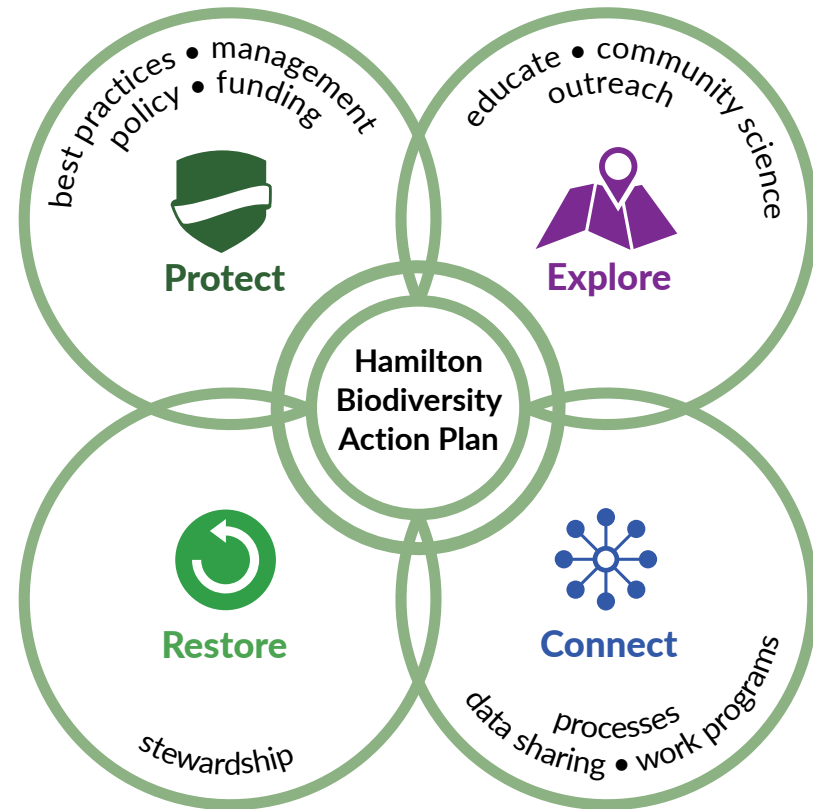 best practices • management
policy • funding
Protect
educate • community science
outreach
Explore
Hamilton
Biodiversity
Action Plan
Restore
stewardship
Connect
processes
data sharing • work programs